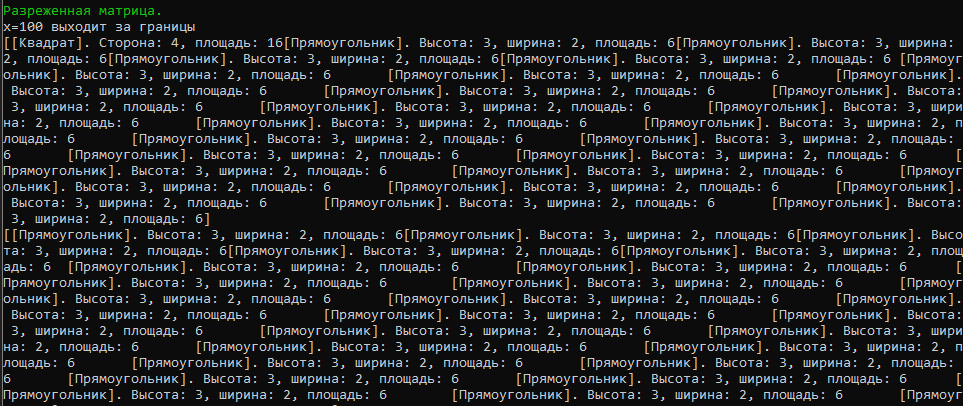 Разреженная матрица.
x=100 выходит за границы
[[Квадрат]. Сторона: 4, площадь: 16[Прямоугольник]. Высота: 3, ширина: 2, площадь: 6[Прямоугольник]. Высота: 3, ширина:
2, площадь: 6[Прямоугольник]. Высота: 3, ширина: 2, площадь: 6[Прямоугольник]. Высота: 3, ширина: 2, площадь: 6 [Прямоуг
ольник]. Высота: 3, ширина: 2, площадь: 6       [Прямоугольник]. Высота: 3, ширина: 2, площадь: 6       [Прямоугольник].
 Высота: 3, ширина: 2, площадь: 6       [Прямоугольник]. Высота: 3, ширина: 2, площадь: 6       [Прямоугольник]. Высота:
 3, ширина: 2, площадь: 6       [Прямоугольник]. Высота: 3, ширина: 2, площадь: 6       [Прямоугольник]. Высота: 3, шири
на: 2, площадь: 6       [Прямоугольник]. Высота: 3, ширина: 2, площадь: 6       [Прямоугольник]. Высота: 3, ширина: 2, п
лощадь: 6       [Прямоугольник]. Высота: 3, ширина: 2, площадь: 6       [Прямоугольник]. Высота: 3, ширина: 2, площадь:
6       [Прямоугольник]. Высота: 3, ширина: 2, площадь: 6       [Прямоугольник]. Высота: 3, ширина: 2, площадь: 6       [
Прямоугольник]. Высота: 3, ширина: 2, площадь: 6       [Прямоугольник]. Высота: 3, ширина: 2, площадь: 6       [Прямоуг
ольник]. Высота: 3, ширина: 2, площадь: 6       [Прямоугольник]. Высота: 3, ширина: 2, площадь: 6       [Прямоугольник].
 Высота: 3, ширина: 2, площадь: 6       [Прямоугольник]. Высота: 3, ширина: 2, площадь: 6       [Прямоугольник]. Высота:
 3, ширина: 2, площадь: 6]
[[Прямоугольник]. Высота: 3, ширина: 2, площадь: 6[Прямоугольник]. Высота: 3, ширина: 2, площадь: 6[Прямоугольник]. Высо
та: 3, ширина: 2, площадь: 6[Прямоугольник]. Высота: 3, ширина: 2, площадь: 6[Прямоугольник]. Высота: 3, ширина: 2, площ
адь: 6  [Прямоугольник]. Высота: 3, ширина: 2, площадь: 6       [Прямоугольник]. Высота: 3, ширина: 2, площадь: 6       [
Прямоугольник]. Высота: 3, ширина: 2, площадь: 6       [Прямоугольник]. Высота: 3, ширина: 2, площадь: 6       [Прямоуг
ольник]. Высота: 3, ширина: 2, площадь: 6       [Прямоугольник]. Высота: 3, ширина: 2, площадь: 6       [Прямоугольник].
 Высота: 3, ширина: 2, площадь: 6       [Прямоугольник]. Высота: 3, ширина: 2, площадь: 6       [Прямоугольник]. Высота:
 3, ширина: 2, площадь: 6       [Прямоугольник]. Высота: 3, ширина: 2, площадь: 6       [Прямоугольник]. Высота: 3, шири
на: 2, площадь: 6       [Прямоугольник]. Высота: 3, ширина: 2, площадь: 6       [Прямоугольник]. Высота: 3, ширина: 2, п
лощадь: 6       [Прямоугольник]. Высота: 3, ширина: 2, площадь: 6       [Прямоугольник]. Высота: 3, ширина: 2, площадь:
6       [Прямоугольник]. Высота: 3, ширина: 2, площадь: 6       [Прямоугольник]. Высота: 3, ширина: 2, площадь: 6       [
Прямоугольник]. Высота: 3, ширина: 2, площадь: 6       [Прямоугольник]. Высота: 3, ширина: 2, площадь: 6       [Прямоуг